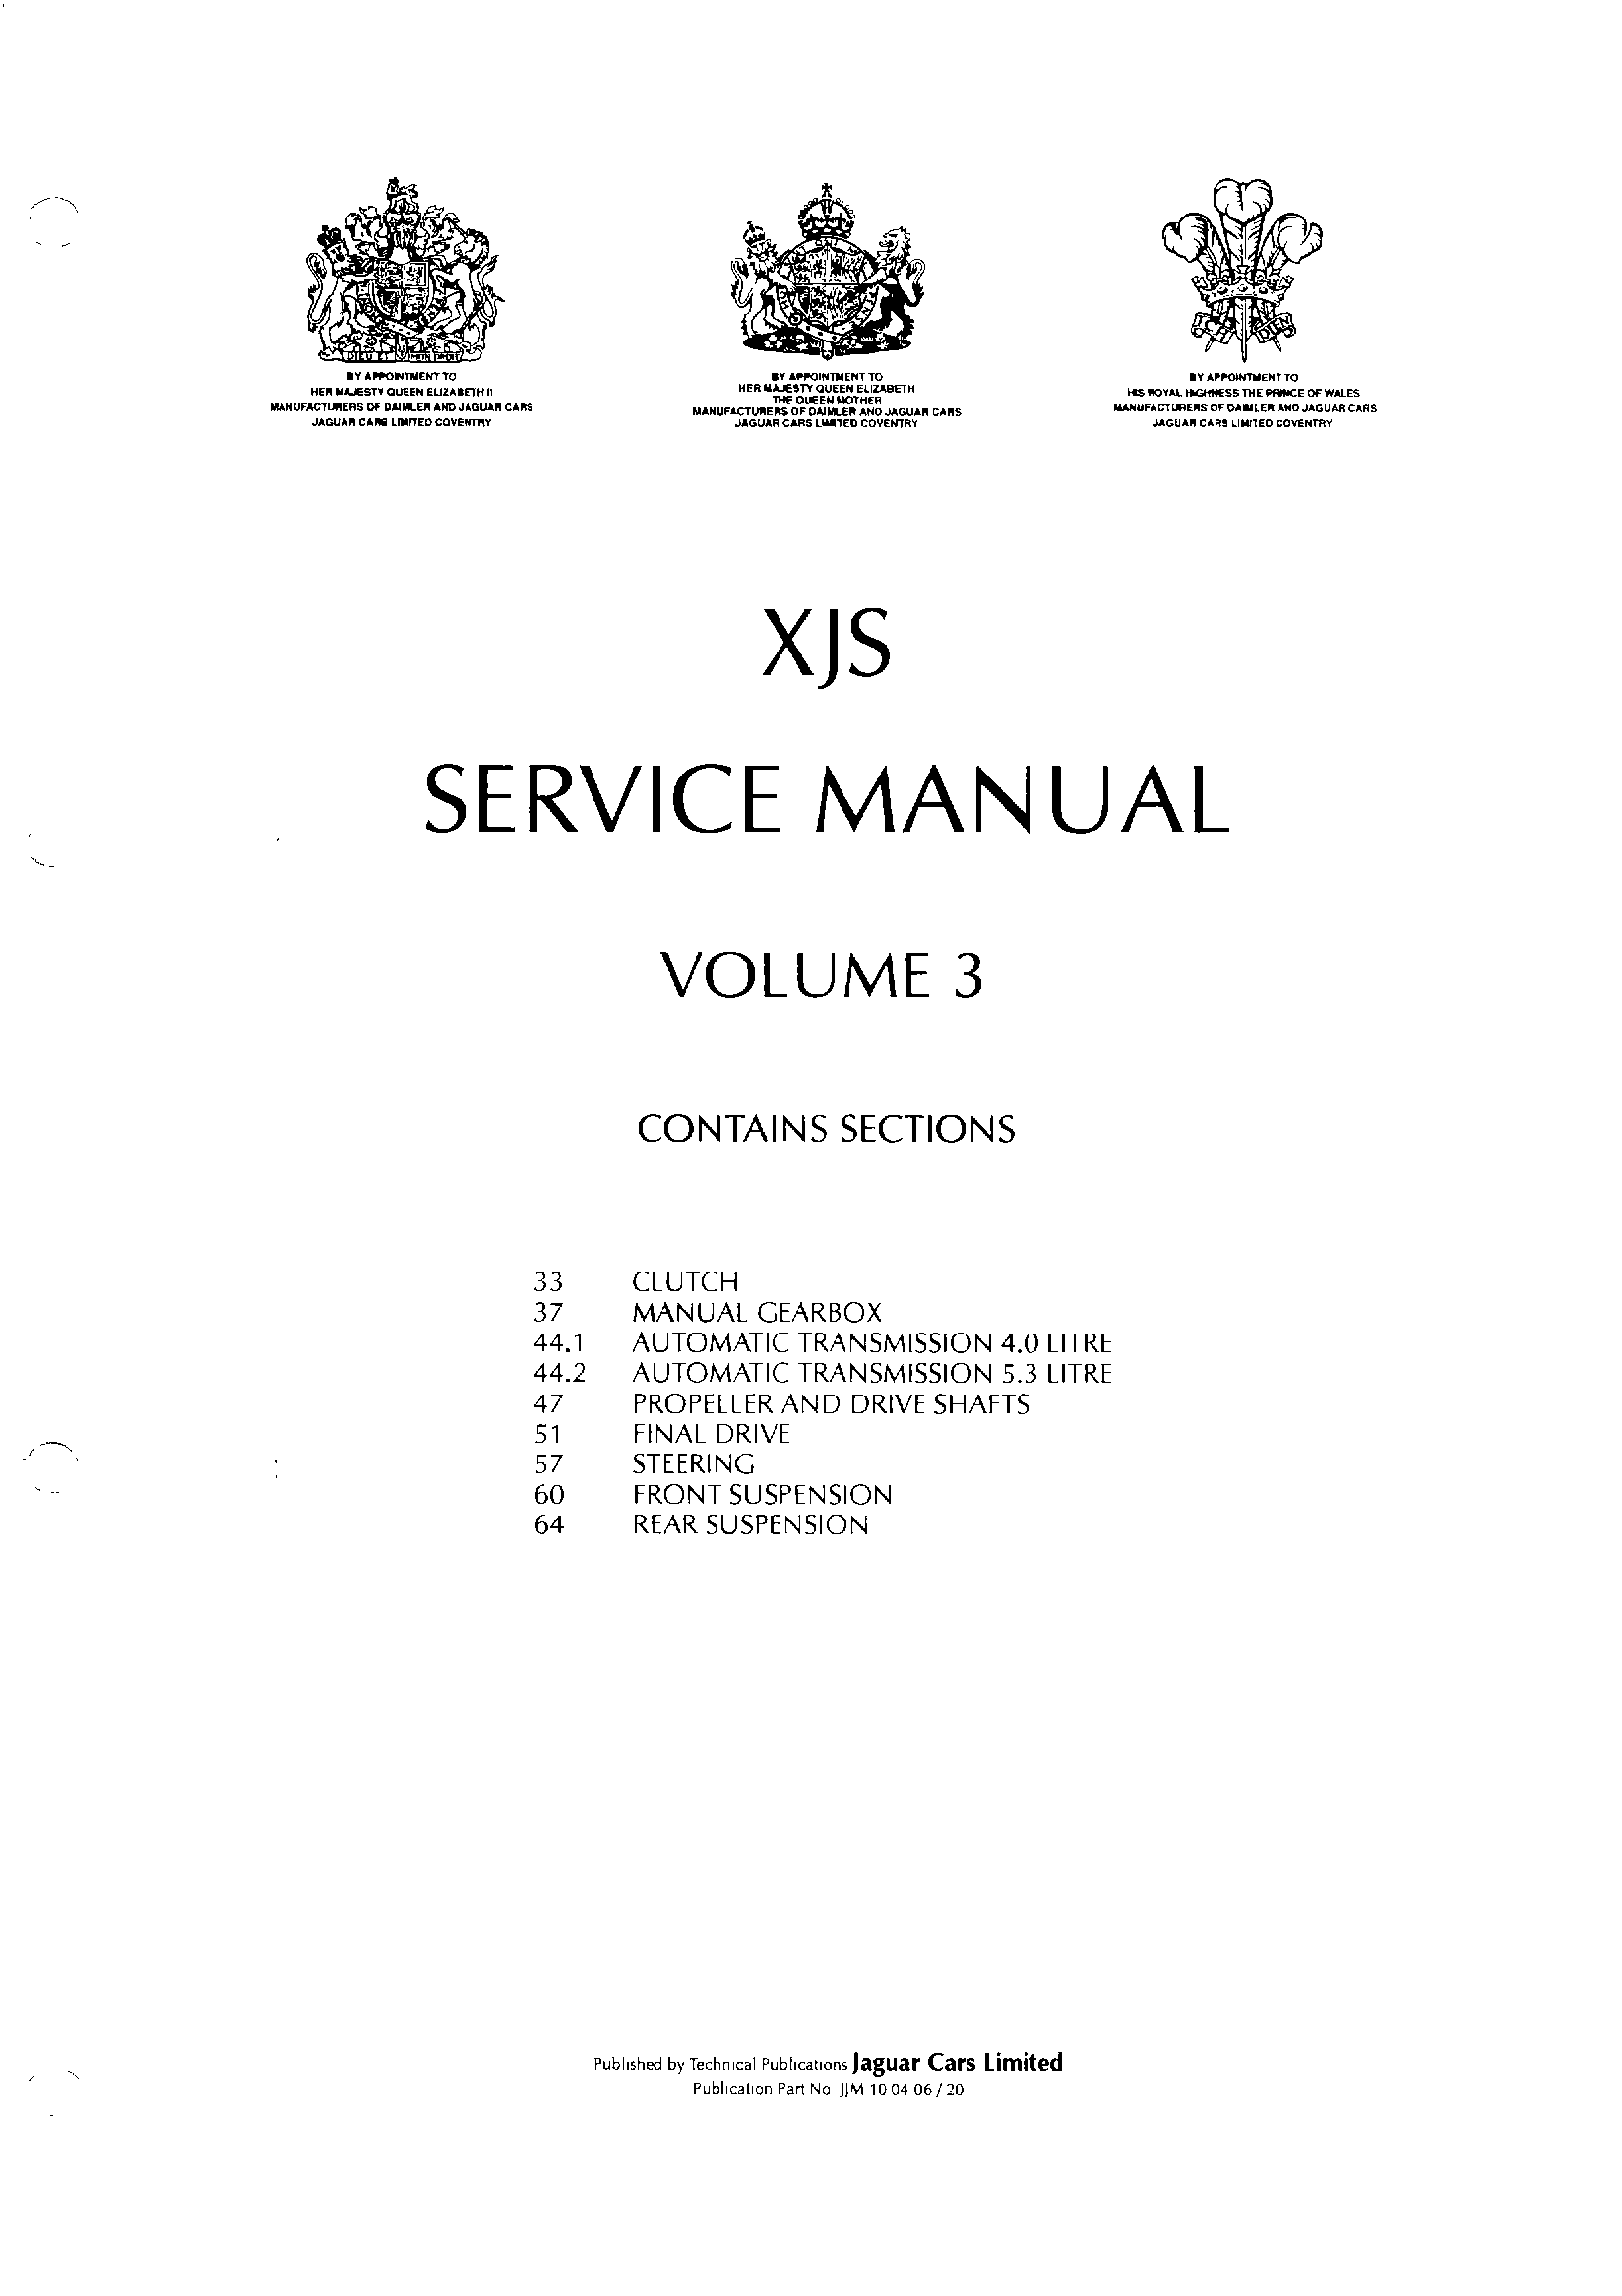 DIEU ET MON DROIT
BY APPOINTMENT TO
HER MAJESTY QUEEN ELIZABETH II
MANUFACTURERS OF DAIMLER AND JAGUAR CARS
JAGUAR CARS LIMITED COVENTRY
BY APPOINTMENT TO
HER MAJESTY QUEEN ELIZABETH
THE QUEEN MOTHER
MANUFACTURERS OF DAIMLER AND JAGUAR CARS
JAGUAR CARS LIMITED COVENTRY
DIEN
BY APPOINTMENT TO
HIS ROYAL HIGHNESS THE PRINCE OF WALES
MANUFACTURERS OF DAIMLER AND JAGUAR CARS
JAGUAR CARS LIMITED COVENTRY
XJS
SERVICE MANUAL
VOLUME 3
CONTAINS SECTIONS
33 CLUTCH
37 MANUAL GEARBOX
44.1 AUTOMATIC TRANSMISSION 4.0 LITRE
44.2 AUTOMATIC TRANSMISSION 5.3 LITRE
47 PROPELLER AND DRIVE SHAFTS
51 FINAL DRIVE
57 STEERING
60 FRONT SUSPENSION
64 REAR SUSPENSION
Published by Technical Publications Jaguar Cars Limited
Publication Part No JJM 10 04 06 / 20